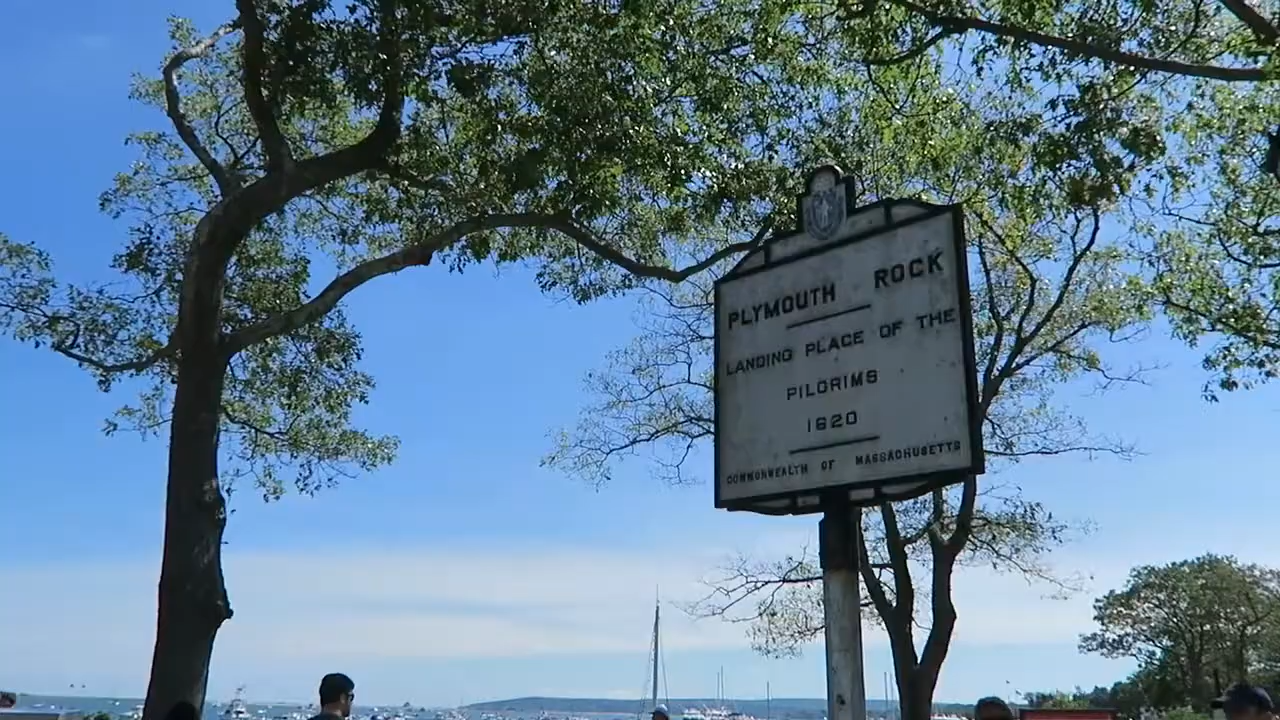 PLYMOUTH ROCK
LANDING PLACE OF THE
PILGRIMS
1620
COMMONWEALTH OF MASSACHUSETTS